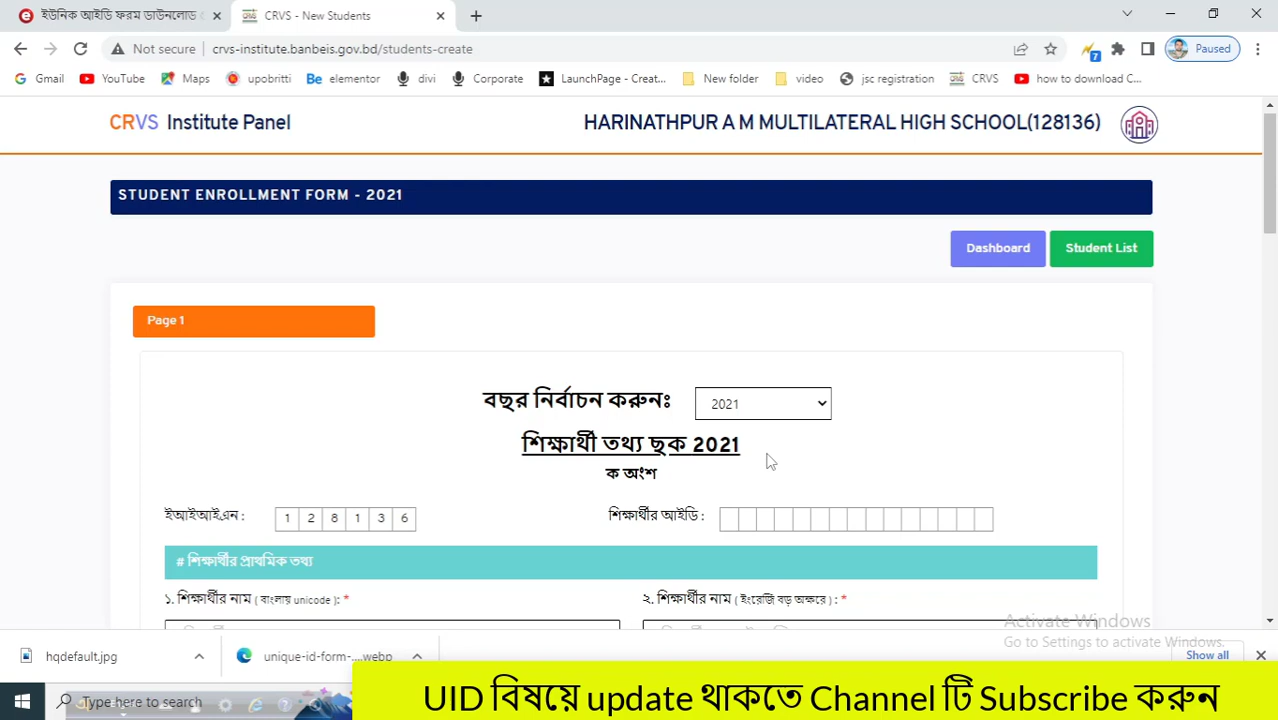 ইউনিক আইডি ফরম ডাউনলোড
CRVS - New Students
Not secure
crvs-institute.banbeis.gov.bd/students-create
7
Paused
Gmail
YouTube
Maps
upobritti
Be elementor
divi
Corporate
LaunchPage - Creat...
New folder
video
jsc registration
CRVS
how to download C...
CRVS Institute Panel
HARINATHPUR A M MULTILATERAL HIGH SCHOOL(128136)
STUDENT ENROLLMENT FORM - 2021
Dashboard
Student List
Page 1
বছর নির্বাচন করুনঃ
2021
শিক্ষার্থী তথ্য ছক 2021
ক অংশ
ইআইআই.এন :
1 2 8 1 3 6
শিক্ষার্থীর আইডি :
# শিক্ষার্থীর প্রাথমিক তথ্য
১. শিক্ষার্থীর নাম ( বাংলায় unicode ): *
২. শিক্ষার্থীর নাম ( ইংরেজি বড় অক্ষরে ) : *
Activate Windows
Go to Settings to activate Windows.
hqdefault.jpg
unique-id-form-....webp
Show all
Type here to search
UID বিষয়ে update থাকতে Channel টি Subscribe করুন